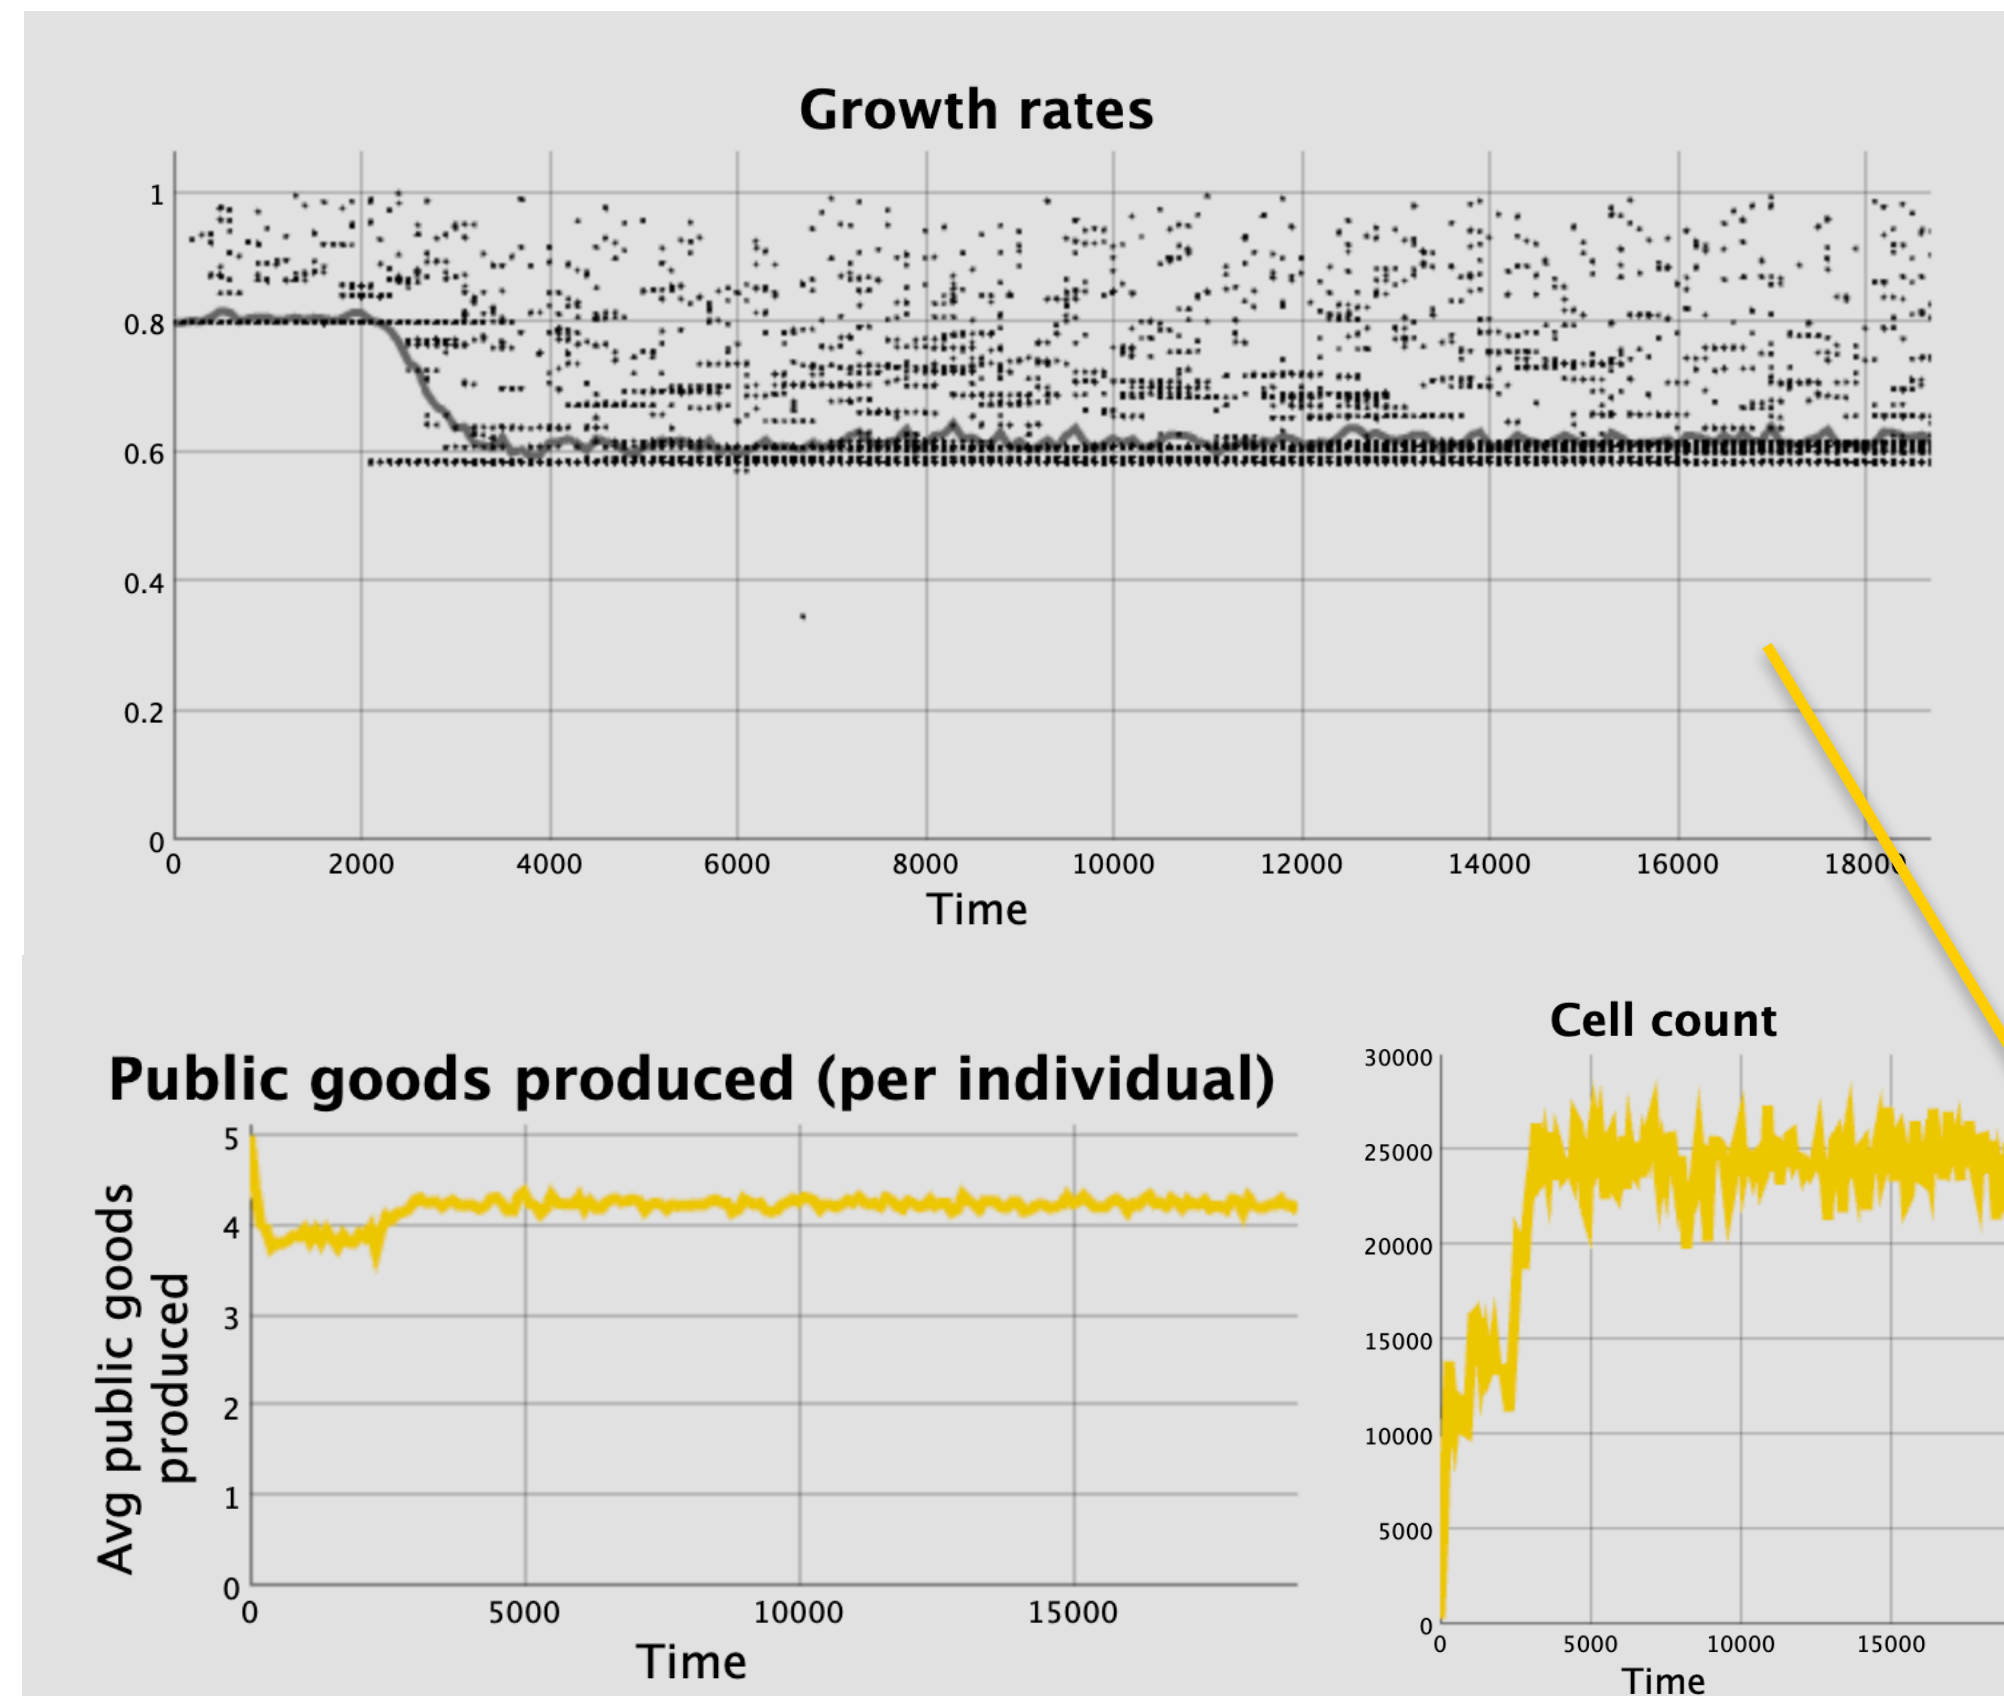 Growth rates
1
0.8
0.6
0.4
0.2
0
0 2000 4000 6000 8000 10000 12000 14000 16000 18000
Time
Public goods produced (per individual)
Avg public goods
produced
5
4
3
2
1
0
0 5000 10000 15000
Time
Cell count
30000
25000
20000
15000
10000
5000
0
0 5000 10000 15000
Time